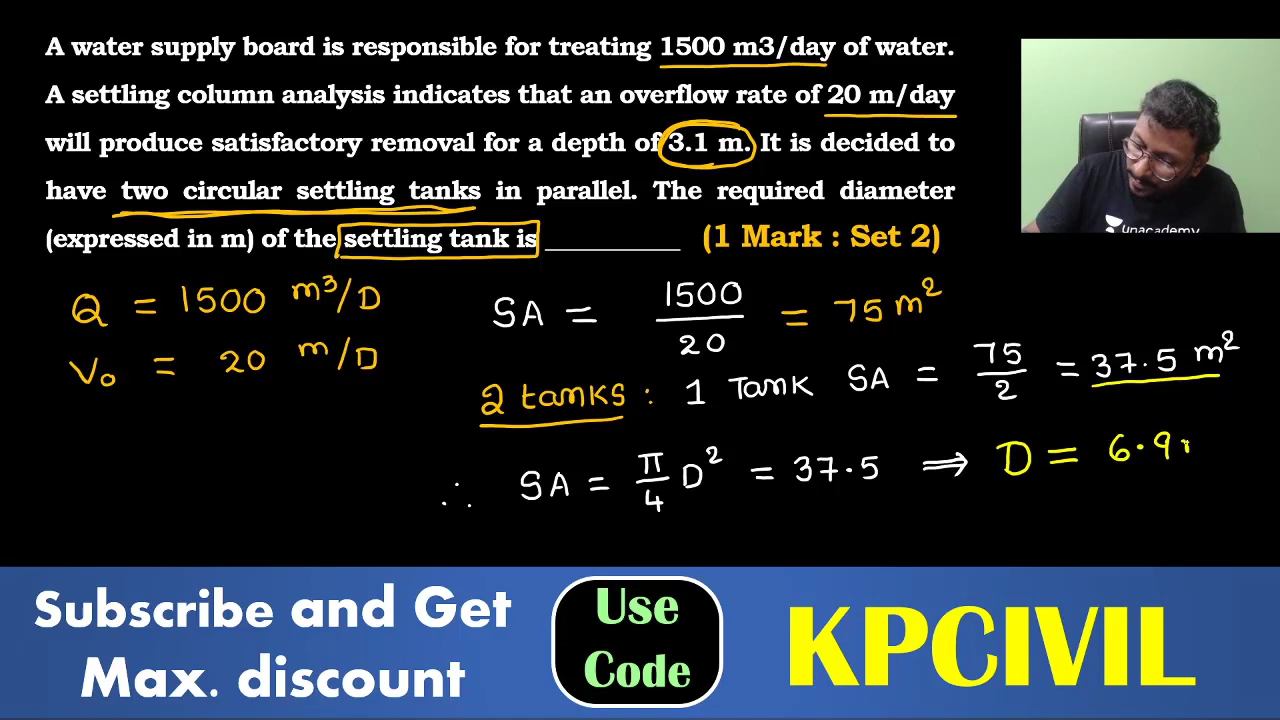 A water supply board is responsible for treating 1500 m3/day of water.
A settling column analysis indicates that an overflow rate of 20 m/day
will produce satisfactory removal for a depth of 3.1 m. It is decided to
have two circular settling tanks in parallel. The required diameter
(expressed in m) of the settling tank is __________ (1 Mark : Set 2)
Q = 1500 m³/D
V₀ = 20 m/D
SA = 1500/20 = 75 m²
2 tanks : 1 Tank SA = 75/2 = 37.5 m²
∴ SA = π/4 D² = 37.5 ⟹ D = 6.9
unacademy
Subscribe and Get
Max. discount
Use
Code
KPCIVIL